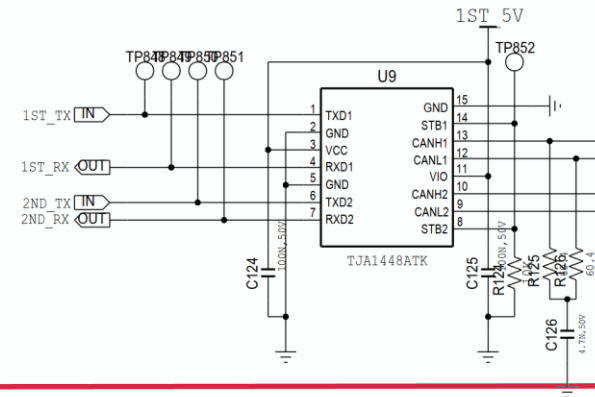 1ST_5V
TP848 TP849 TP850 TP851
TP852
U9
1ST_TX IN
1 TXD1
GND 15
2 GND
STB1 14
3 VCC
CANH1 13
1ST_RX OUT
4 RXD1
CANL1 12
5 GND
VIO 11
2ND_TX IN
6 TXD2
CANH2 10
2ND_RX OUT
7 RXD2
CANL2 9
STB2 8
TJA1448ATK
C124
100N,50V
C125
100N,50V
R124
10K
R125
R126
60.4
C126
4.7N,50V